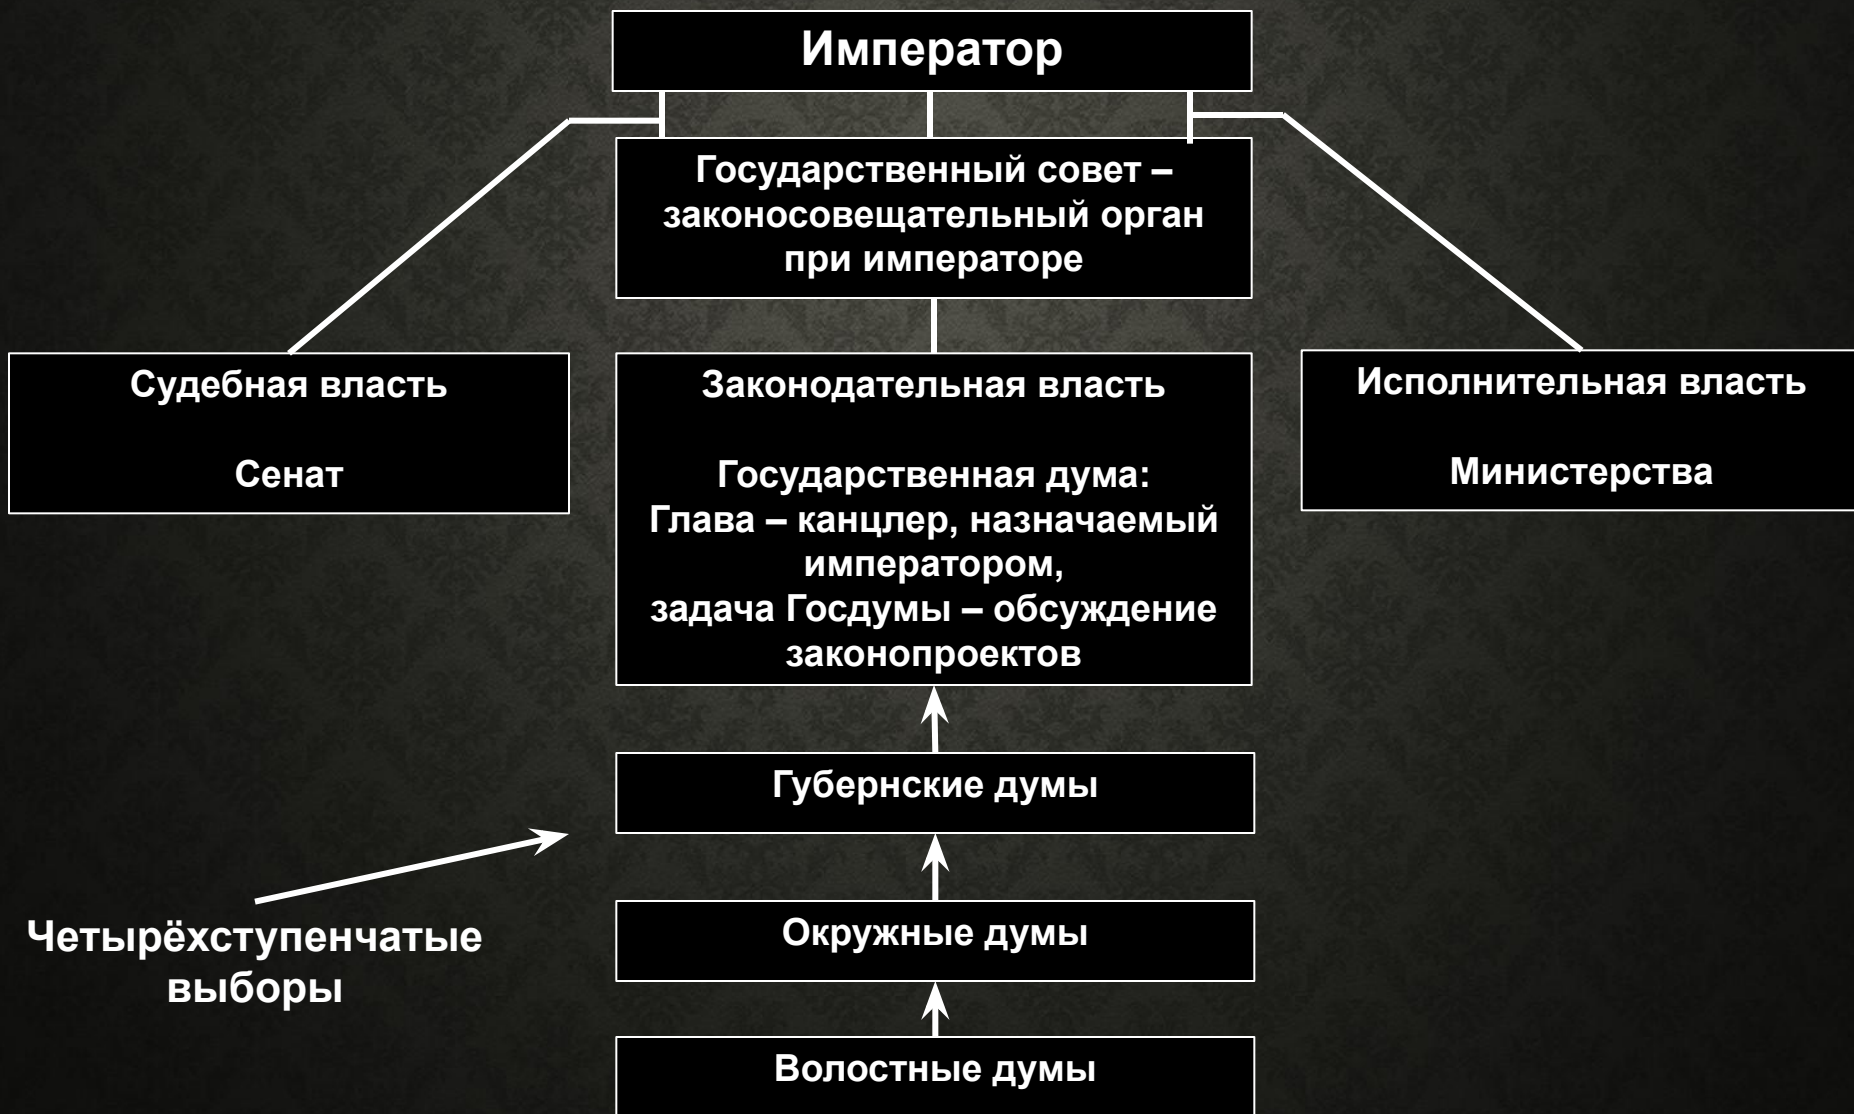 Император
Государственный совет –
законосовещательный орган
при императоре
Судебная власть
Сенат
Законодательная власть
Государственная дума:
Глава – канцлер, назначаемый
императором,
задача Госдумы – обсуждение
законопроектов
Исполнительная власть
Министерства
Губернские думы
Четырёхступенчатые
выборы
Окружные думы
Волостные думы